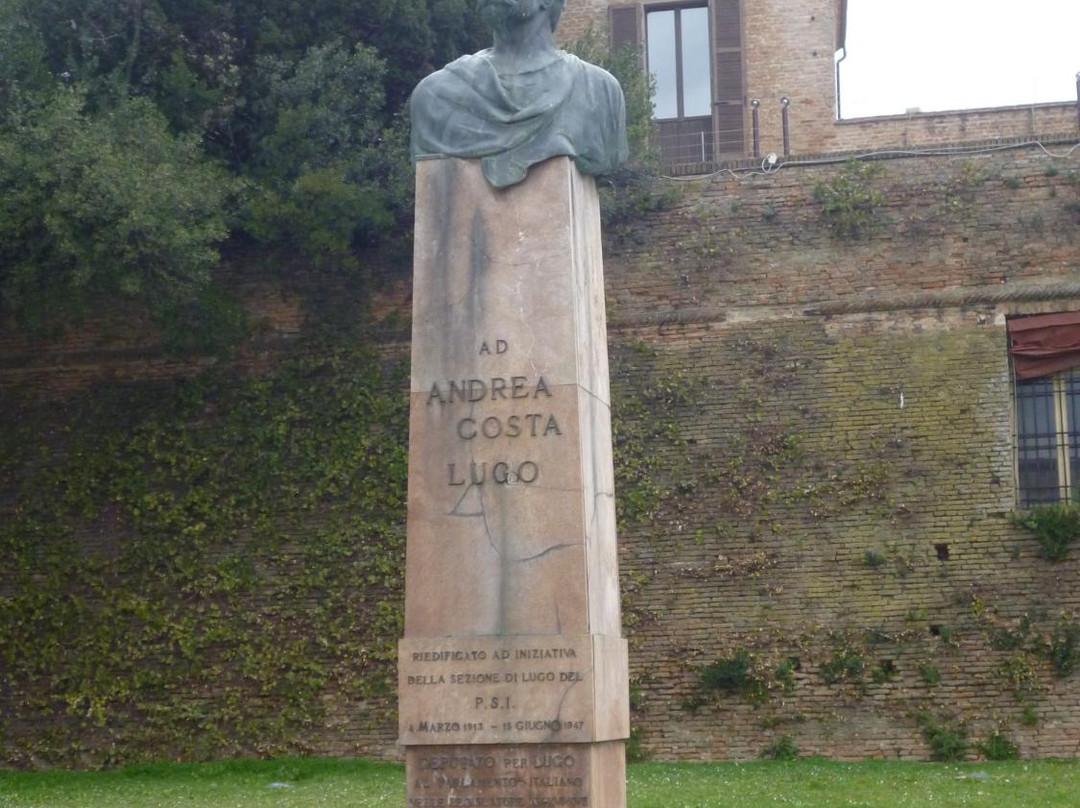 AD
ANDREA
COSTA
LUGO
RIEDIFICATO AD INIZIATIVA
DELLA SEZIONE DI LUGO DEL
P.S.I.
4 MARZO 1913 - 15 GIUGNO 1947
DEPUTATO PER LUGO
AL PARLAMENTO ITALIANO
NELLE